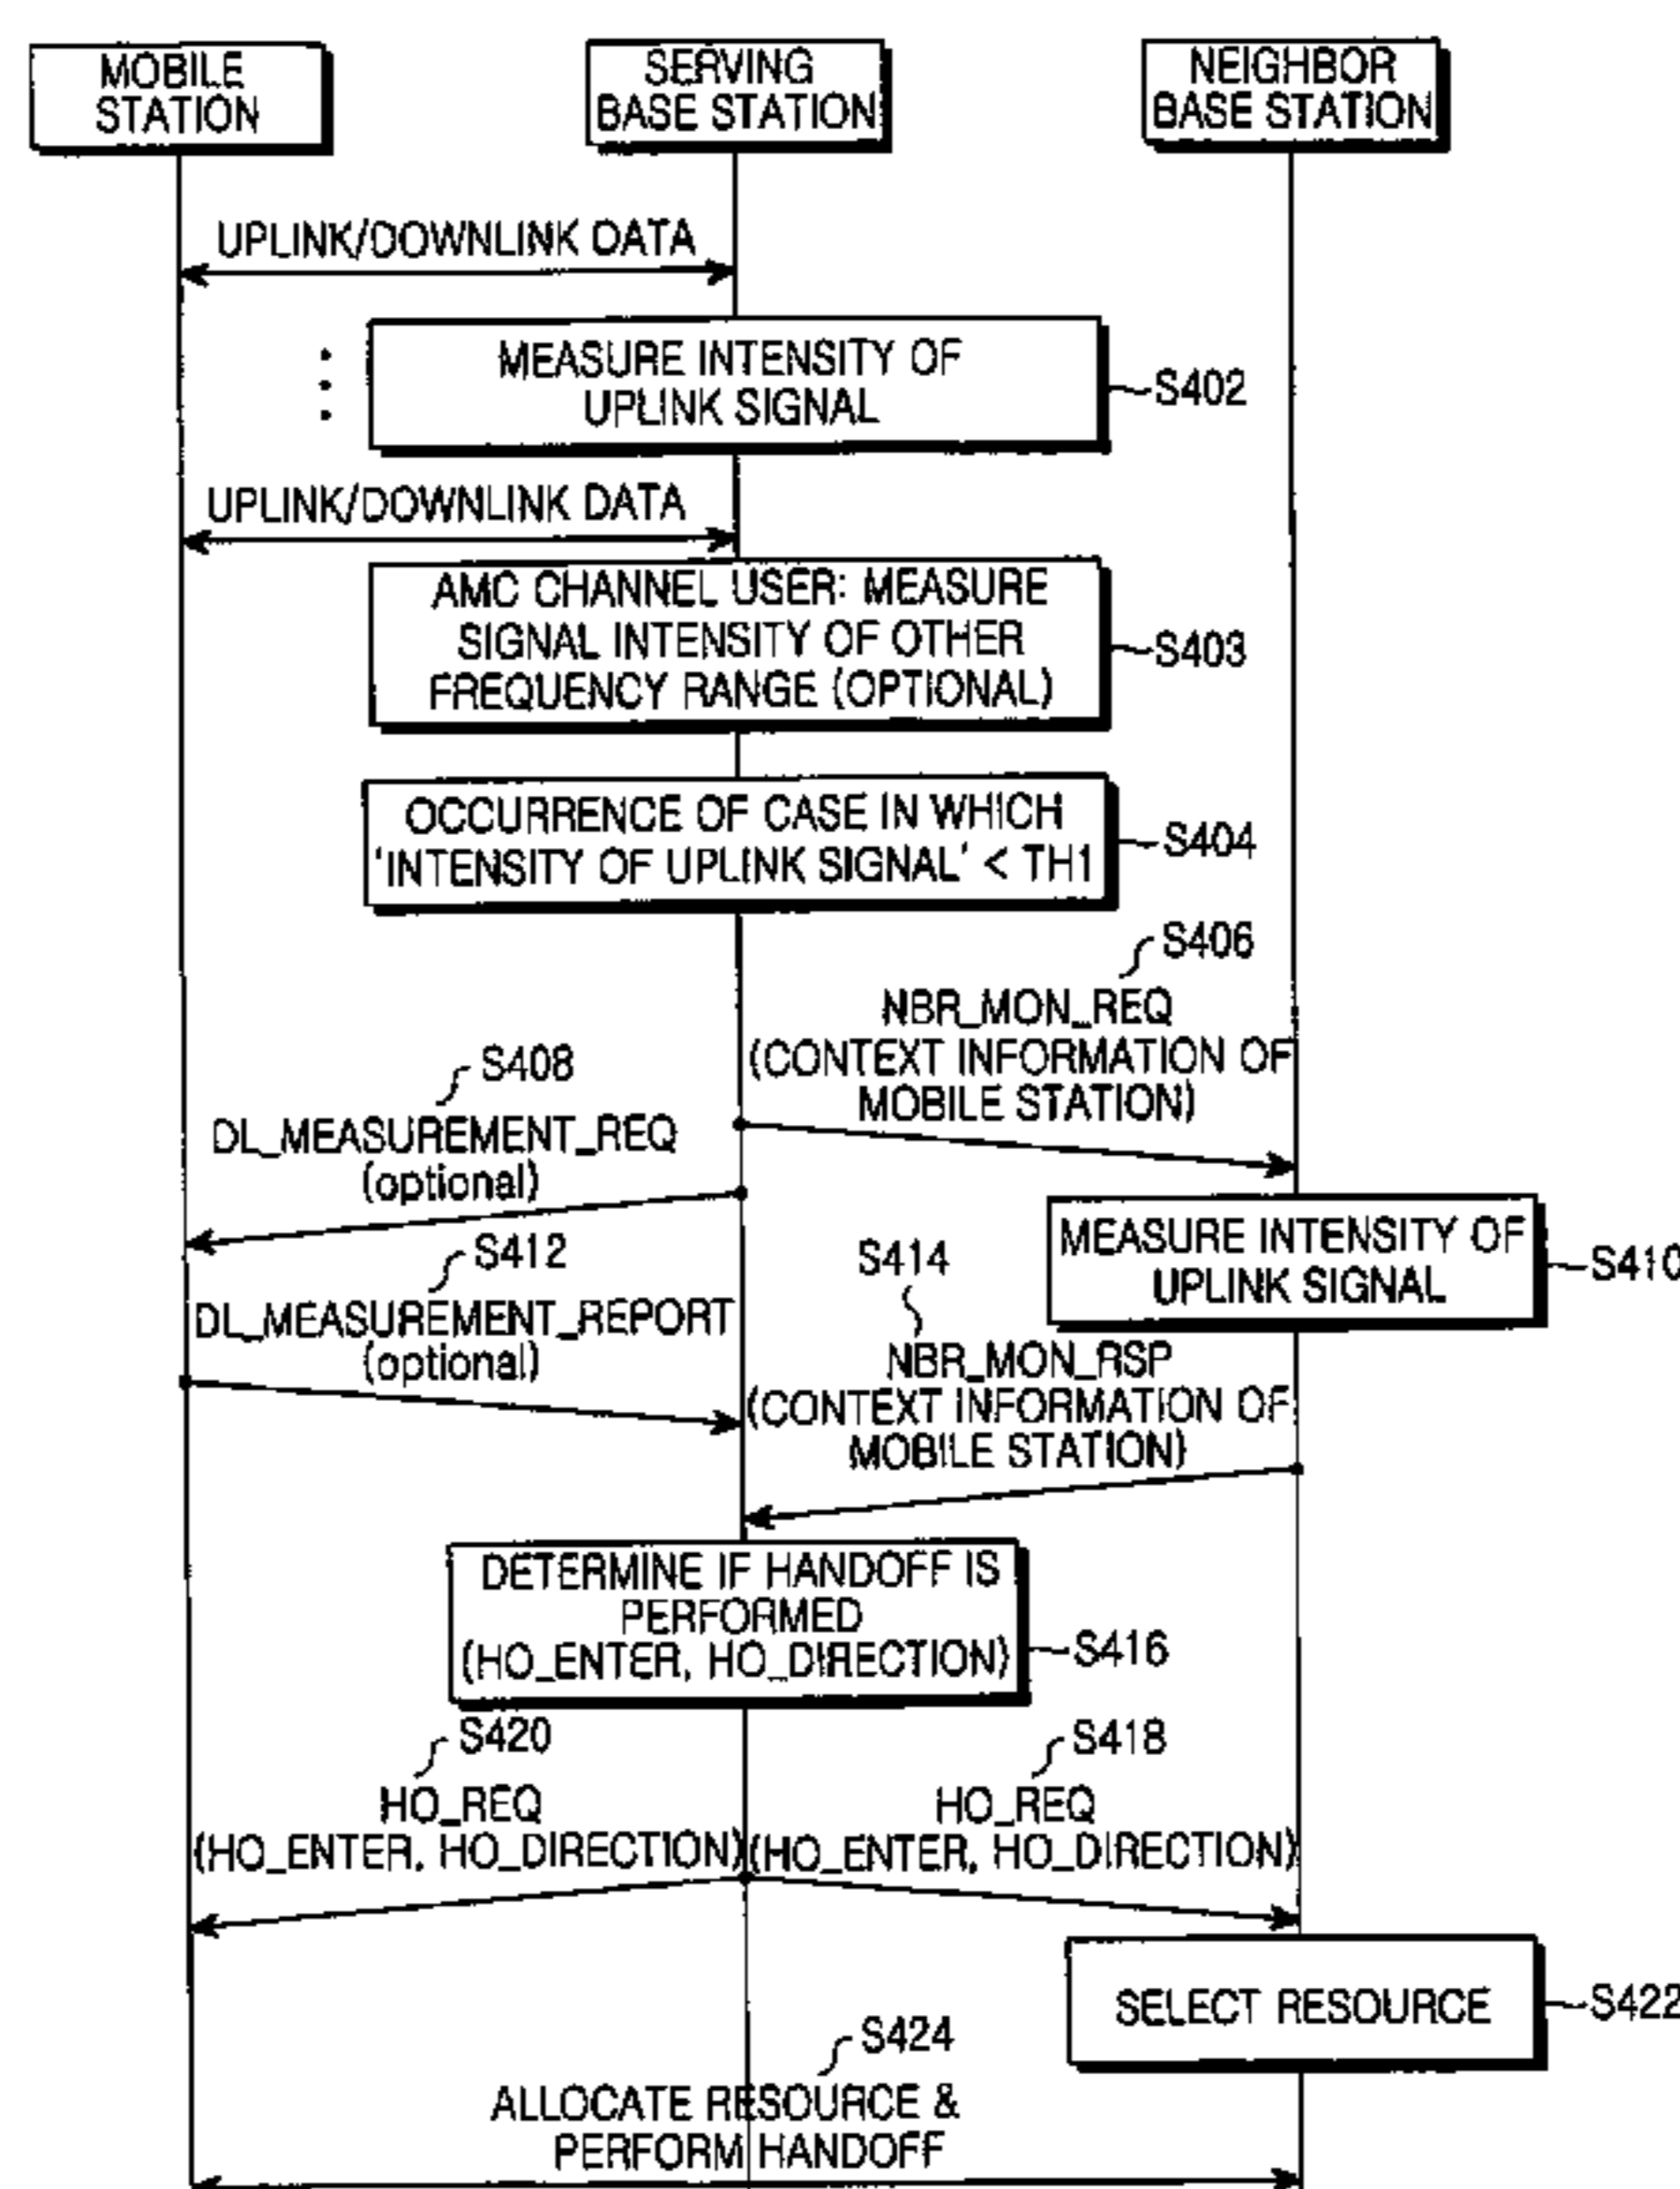 MOBILE
STATION
SERVING
BASE STATION
NEIGHBOR
BASE STATION
UPLINK/DOWNLINK DATA
MEASURE INTENSITY OF
UPLINK SIGNAL
S402
UPLINK/DOWNLINK DATA
AMC CHANNEL USER: MEASURE
SIGNAL INTENSITY OF OTHER
FREQUENCY RANGE (OPTIONAL)
S403
OCCURRENCE OF CASE IN WHICH
'INTENSITY OF UPLINK SIGNAL' < TH1
S404
S406
NBR_MON_REQ
(CONTEXT INFORMATION OF
MOBILE STATION)
S408
DL_MEASUREMENT_REQ
(optional)
MEASURE INTENSITY OF
UPLINK SIGNAL
S410
S412
DL_MEASUREMENT_REPORT
(optional)
S414
NBR_MON_RSP
(CONTEXT INFORMATION OF
MOBILE STATION)
DETERMINE IF HANDOFF IS
PERFORMED
(HO_ENTER, HO_DIRECTION)
S416
S420
HO_REQ
(HO_ENTER, HO_DIRECTION)
S418
HO_REQ
(HO_ENTER, HO_DIRECTION)
SELECT RESOURCE
S422
S424
ALLOCATE RESOURCE &
PERFORM HANDOFF